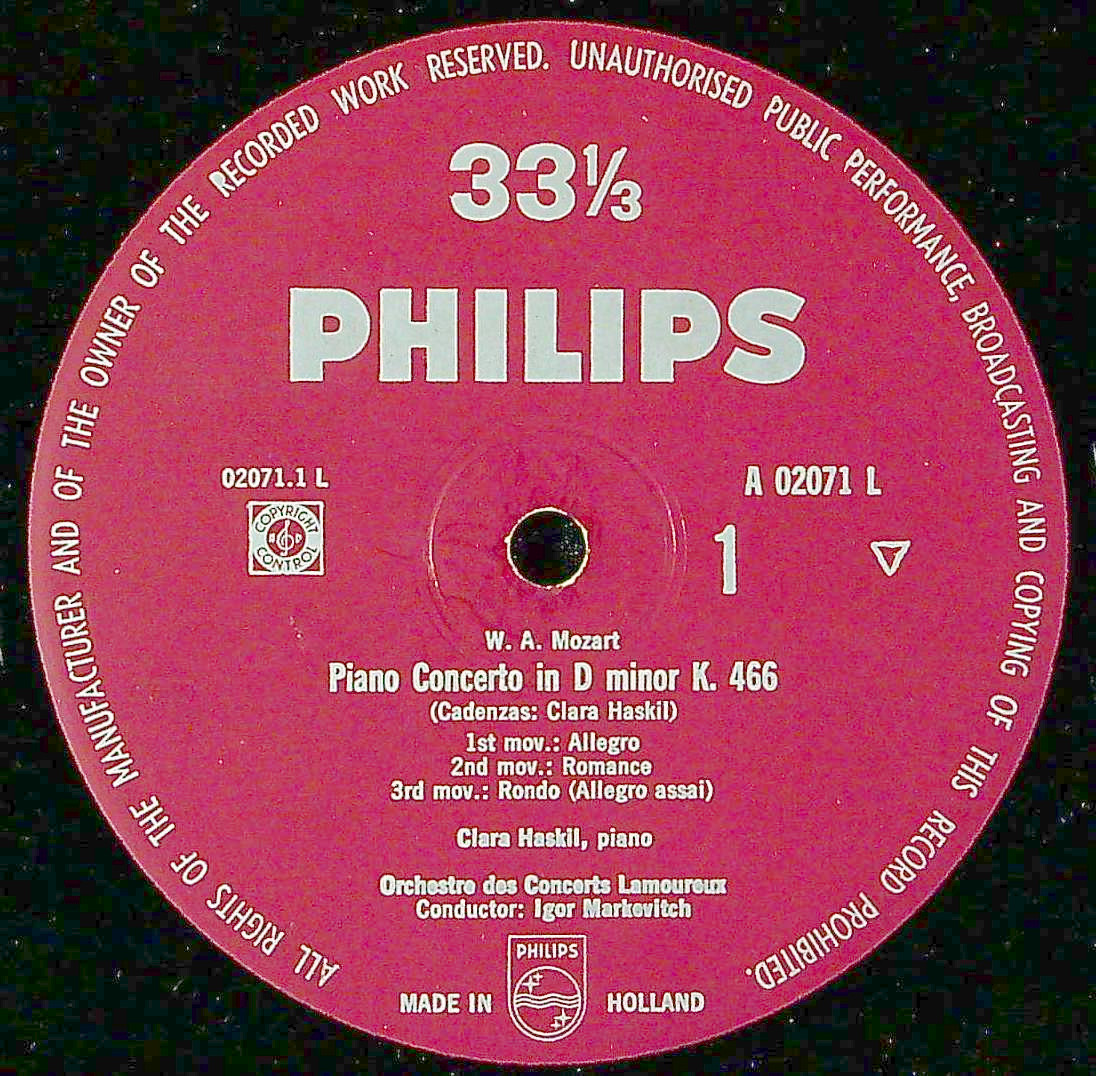 ALL RIGHTS OF THE MANUFACTURER AND OF THE OWNER OF THE RECORDED WORK RESERVED. UNAUTHORISED PUBLIC PERFORMANCE, BROADCASTING AND COPYING OF THIS RECORD PROHIBITED.
33⅓
PHILIPS
02071.1 L
A 02071 L
COPYRIGHT
CONTROL
1
W. A. Mozart
Piano Concerto in D minor K. 466
(Cadenzas: Clara Haskil)
1st mov.: Allegro
2nd mov.: Romance
3rd mov.: Rondo (Allegro assai)
Clara Haskil, piano
Orchestre des Concerts Lamoureux
Conductor: Igor Markevitch
PHILIPS
MADE IN HOLLAND